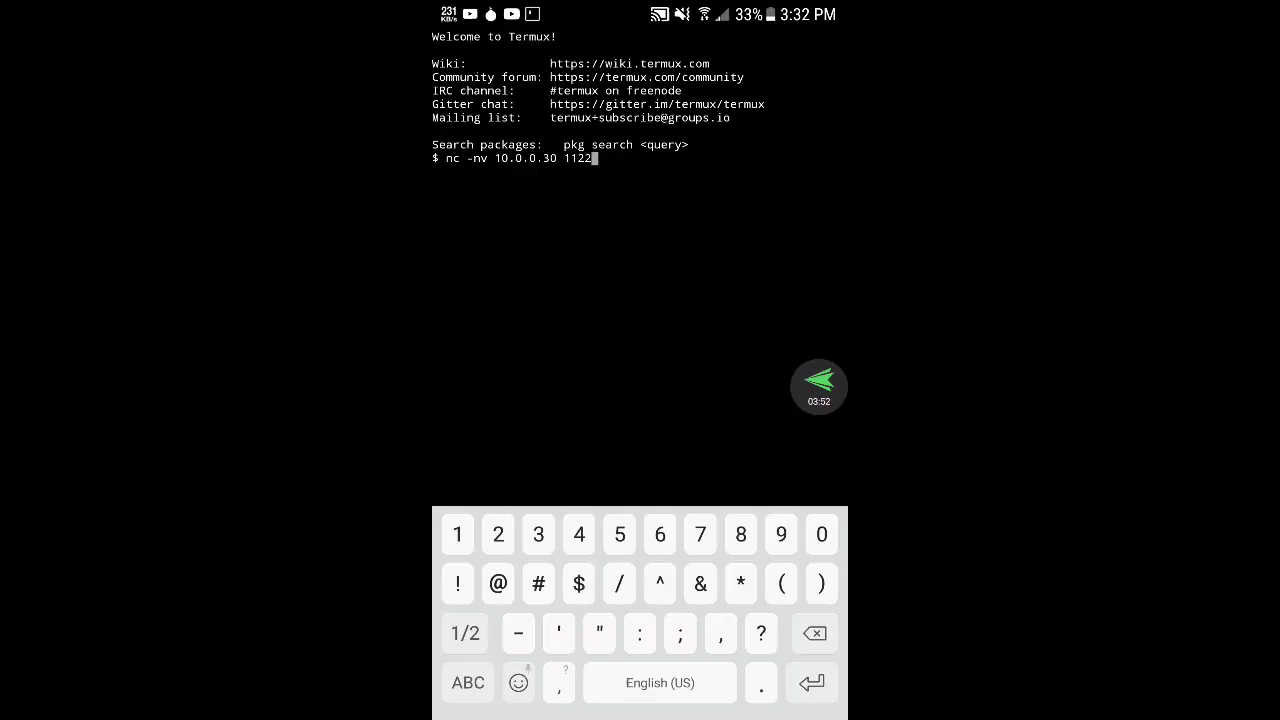 231
KB/s
33% 3:32 PM
Welcome to Termux!
Wiki: https://wiki.termux.com
Community forum: https://termux.com/community
IRC channel: #termux on freenode
Gitter chat: https://gitter.im/termux/termux
Mailing list: termux+subscribe@groups.io
Search packages: pkg search <query>
$ nc -nv 10.0.0.30 1122
03:52
1 2 3 4 5 6 7 8 9 0
! @ # $ / ^ & * ( )
1/2 - ' " : ; , ?
ABC , ? English (US) .